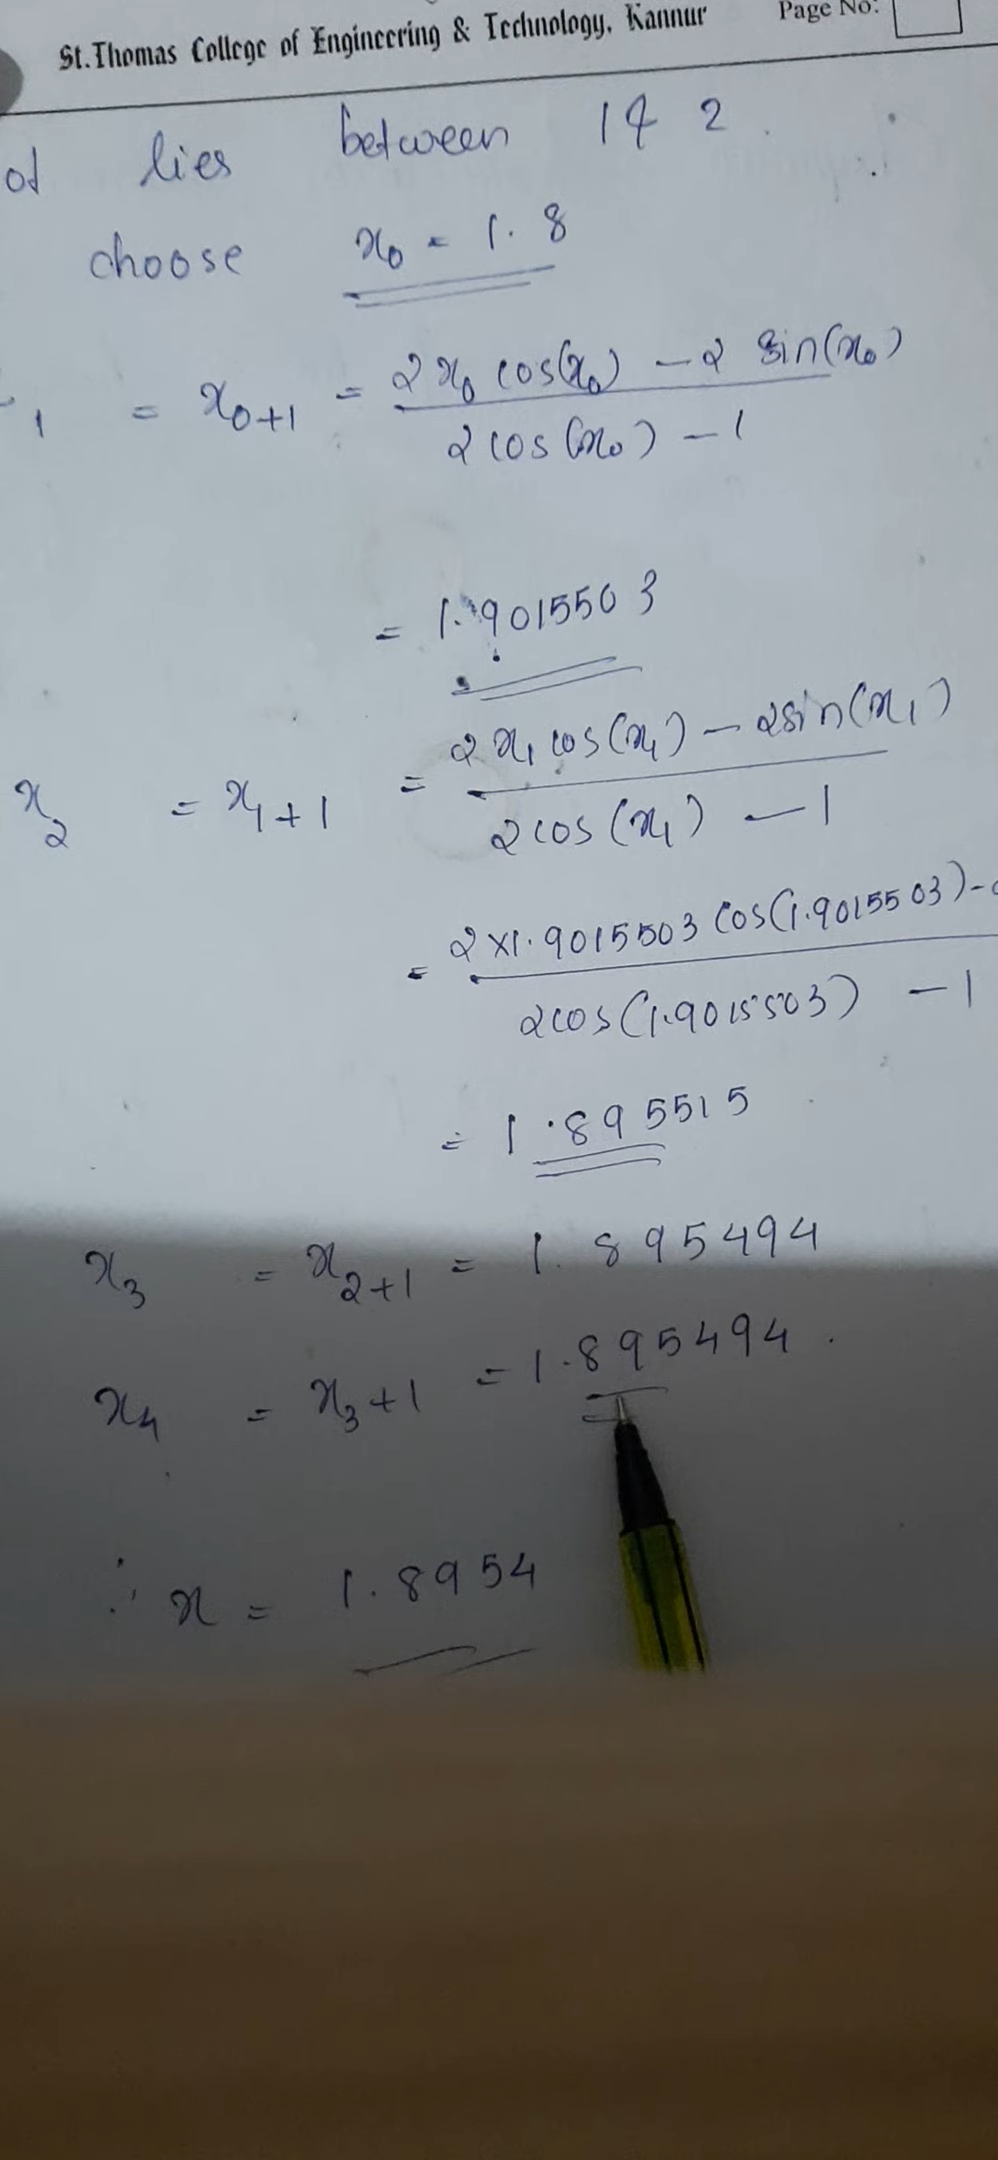 St. Thomas College of Engineering & Technology, Kannur Page No:
ot lies between 1 & 2.
choose x₀ = 1.8
1 = x₀₊₁ = 2x₀ cos(x₀) - 2 sin(x₀)
2 cos(x₀) - 1
= 1.9015503
x₂ = x₁₊₁ = 2x₁ cos(x₁) - 2sin(x₁)
2cos(x₁) - 1
= 2×1.9015503 cos(1.9015503) -
2cos(1.9015503) - 1
= 1.895515
x₃ = x₂₊₁ = 1.895494
x₄ = x₃₊₁ = 1.895494.
∴ x = 1.8954